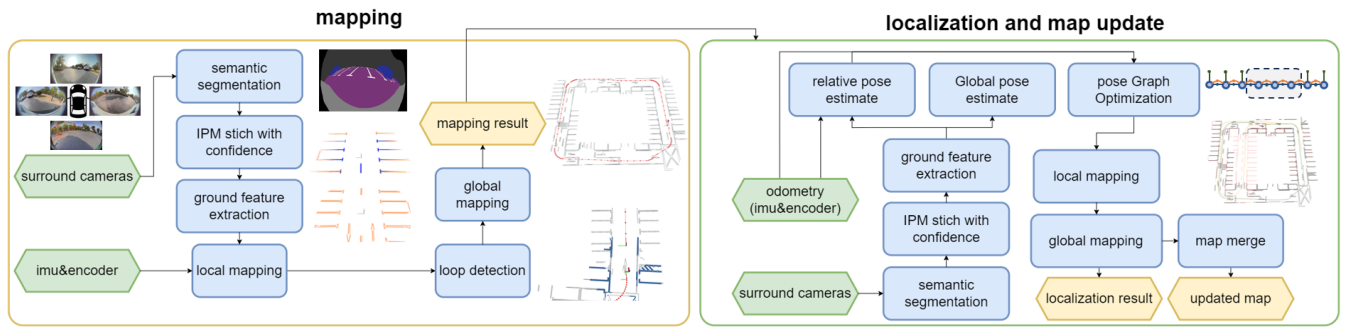 mapping
semantic
segmentation
IPM stich with
confidence
surround cameras
ground feature
extraction
imu&encoder
local mapping
mapping result
global
mapping
loop detection
localization and map update
relative pose
estimate
Global pose
estimate
pose Graph
Optimization
ground feature
extraction
odometry
(imu&encoder)
IPM stich with
confidence
surround cameras
semantic
segmentation
local mapping
global mapping
map merge
localization result
updated map